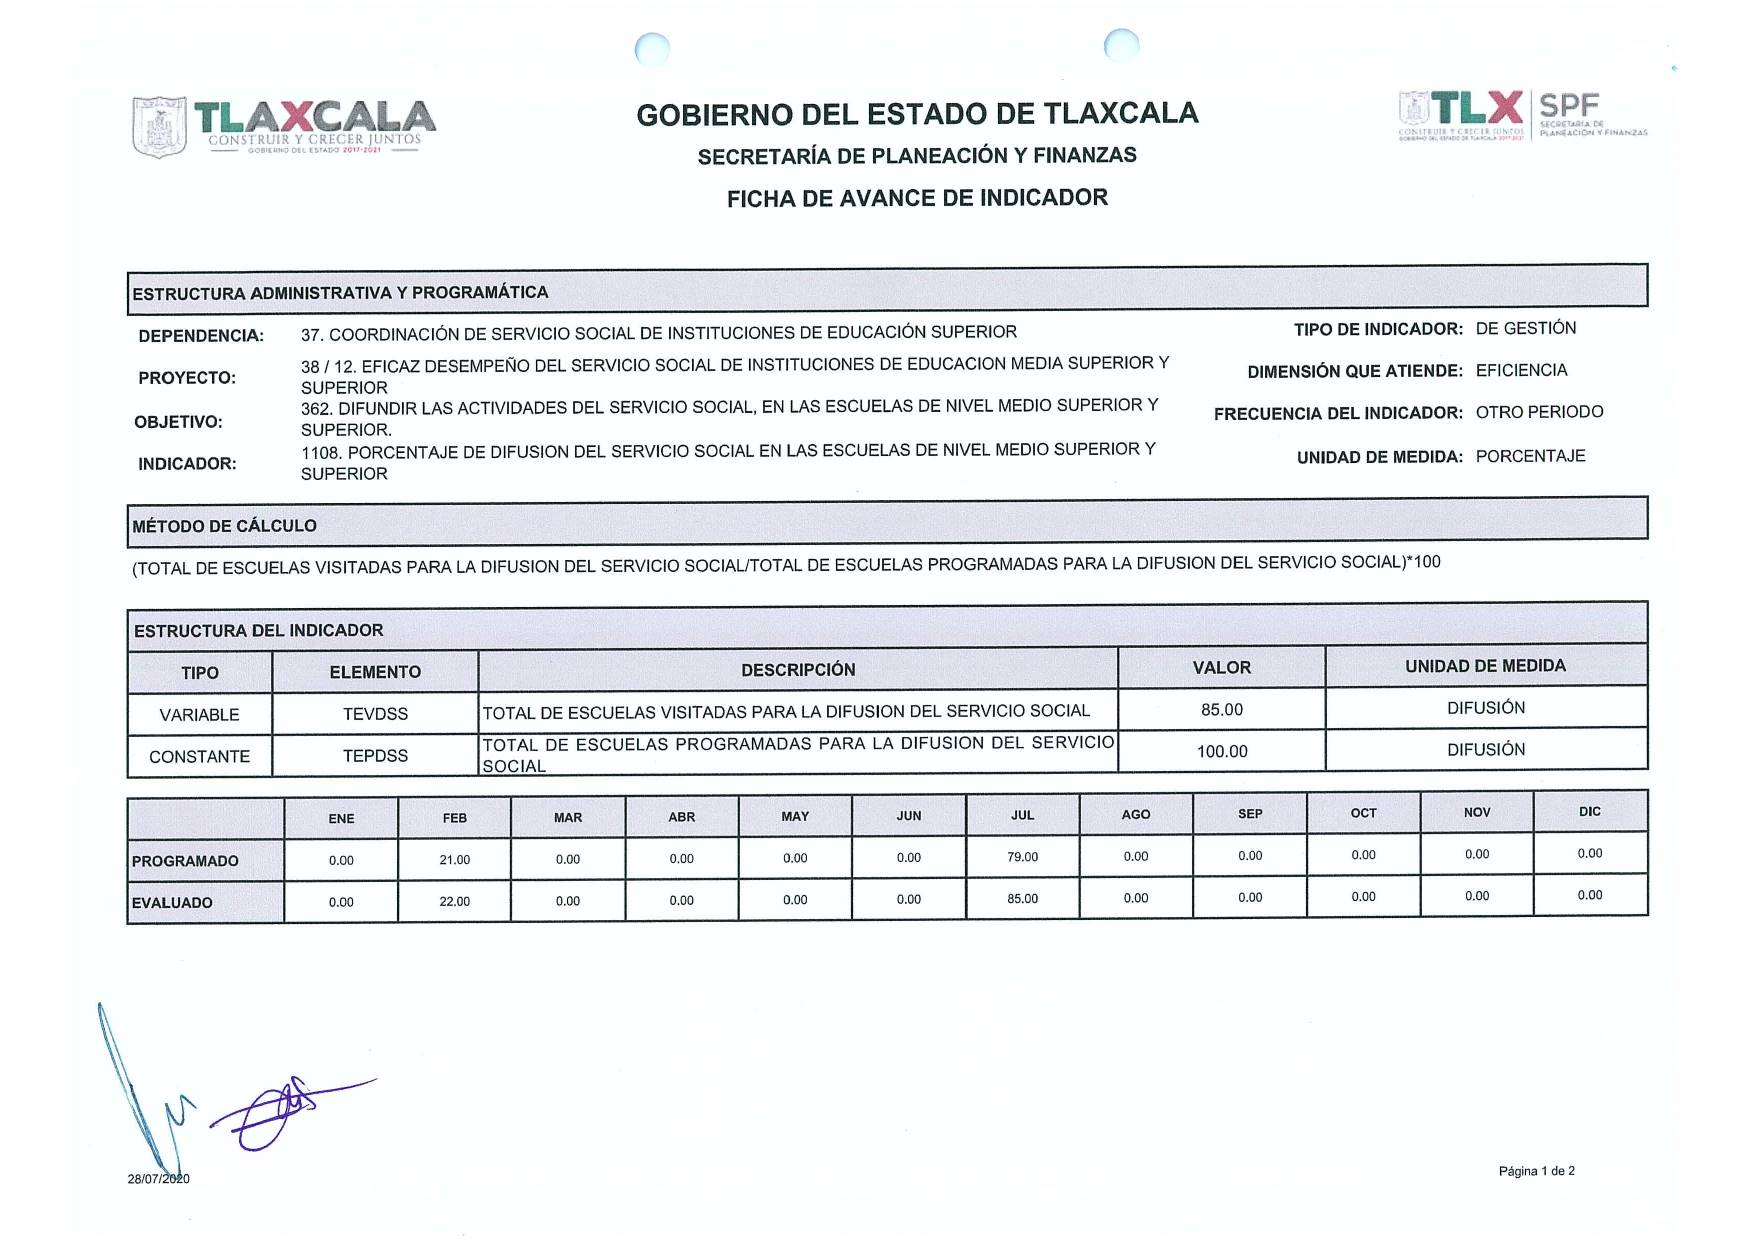 TLAXCALA
CONSTRUIR Y CRECER JUNTOS
GOBIERNO DEL ESTADO 2017-2021
GOBIERNO DEL ESTADO DE TLAXCALA
SECRETARÍA DE PLANEACIÓN Y FINANZAS
FICHA DE AVANCE DE INDICADOR
TLX
CONSTRUIR Y CRECER JUNTOS
GOBIERNO DEL ESTADO DE TLAXCALA 2017-2021
SPF
SECRETARÍA DE
PLANEACIÓN Y FINANZAS
ESTRUCTURA ADMINISTRATIVA Y PROGRAMÁTICA
DEPENDENCIA: 37. COORDINACIÓN DE SERVICIO SOCIAL DE INSTITUCIONES DE EDUCACIÓN SUPERIOR
PROYECTO: 38 / 12. EFICAZ DESEMPEÑO DEL SERVICIO SOCIAL DE INSTITUCIONES DE EDUCACION MEDIA SUPERIOR Y
SUPERIOR
OBJETIVO: 362. DIFUNDIR LAS ACTIVIDADES DEL SERVICIO SOCIAL, EN LAS ESCUELAS DE NIVEL MEDIO SUPERIOR Y
SUPERIOR.
INDICADOR: 1108. PORCENTAJE DE DIFUSION DEL SERVICIO SOCIAL EN LAS ESCUELAS DE NIVEL MEDIO SUPERIOR Y
SUPERIOR
TIPO DE INDICADOR: DE GESTIÓN
DIMENSIÓN QUE ATIENDE: EFICIENCIA
FRECUENCIA DEL INDICADOR: OTRO PERIODO
UNIDAD DE MEDIDA: PORCENTAJE
MÉTODO DE CÁLCULO
(TOTAL DE ESCUELAS VISITADAS PARA LA DIFUSION DEL SERVICIO SOCIAL/TOTAL DE ESCUELAS PROGRAMADAS PARA LA DIFUSION DEL SERVICIO SOCIAL)*100
ESTRUCTURA DEL INDICADOR
TIPO ELEMENTO DESCRIPCIÓN VALOR UNIDAD DE MEDIDA
VARIABLE TEVDSS TOTAL DE ESCUELAS VISITADAS PARA LA DIFUSION DEL SERVICIO SOCIAL 85.00 DIFUSIÓN
CONSTANTE TEPDSS TOTAL DE ESCUELAS PROGRAMADAS PARA LA DIFUSION DEL SERVICIO
SOCIAL 100.00 DIFUSIÓN
ENE FEB MAR ABR MAY JUN JUL AGO SEP OCT NOV DIC
PROGRAMADO 0.00 21.00 0.00 0.00 0.00 0.00 79.00 0.00 0.00 0.00 0.00 0.00
EVALUADO 0.00 22.00 0.00 0.00 0.00 0.00 85.00 0.00 0.00 0.00 0.00 0.00
28/07/2020
Página 1 de 2